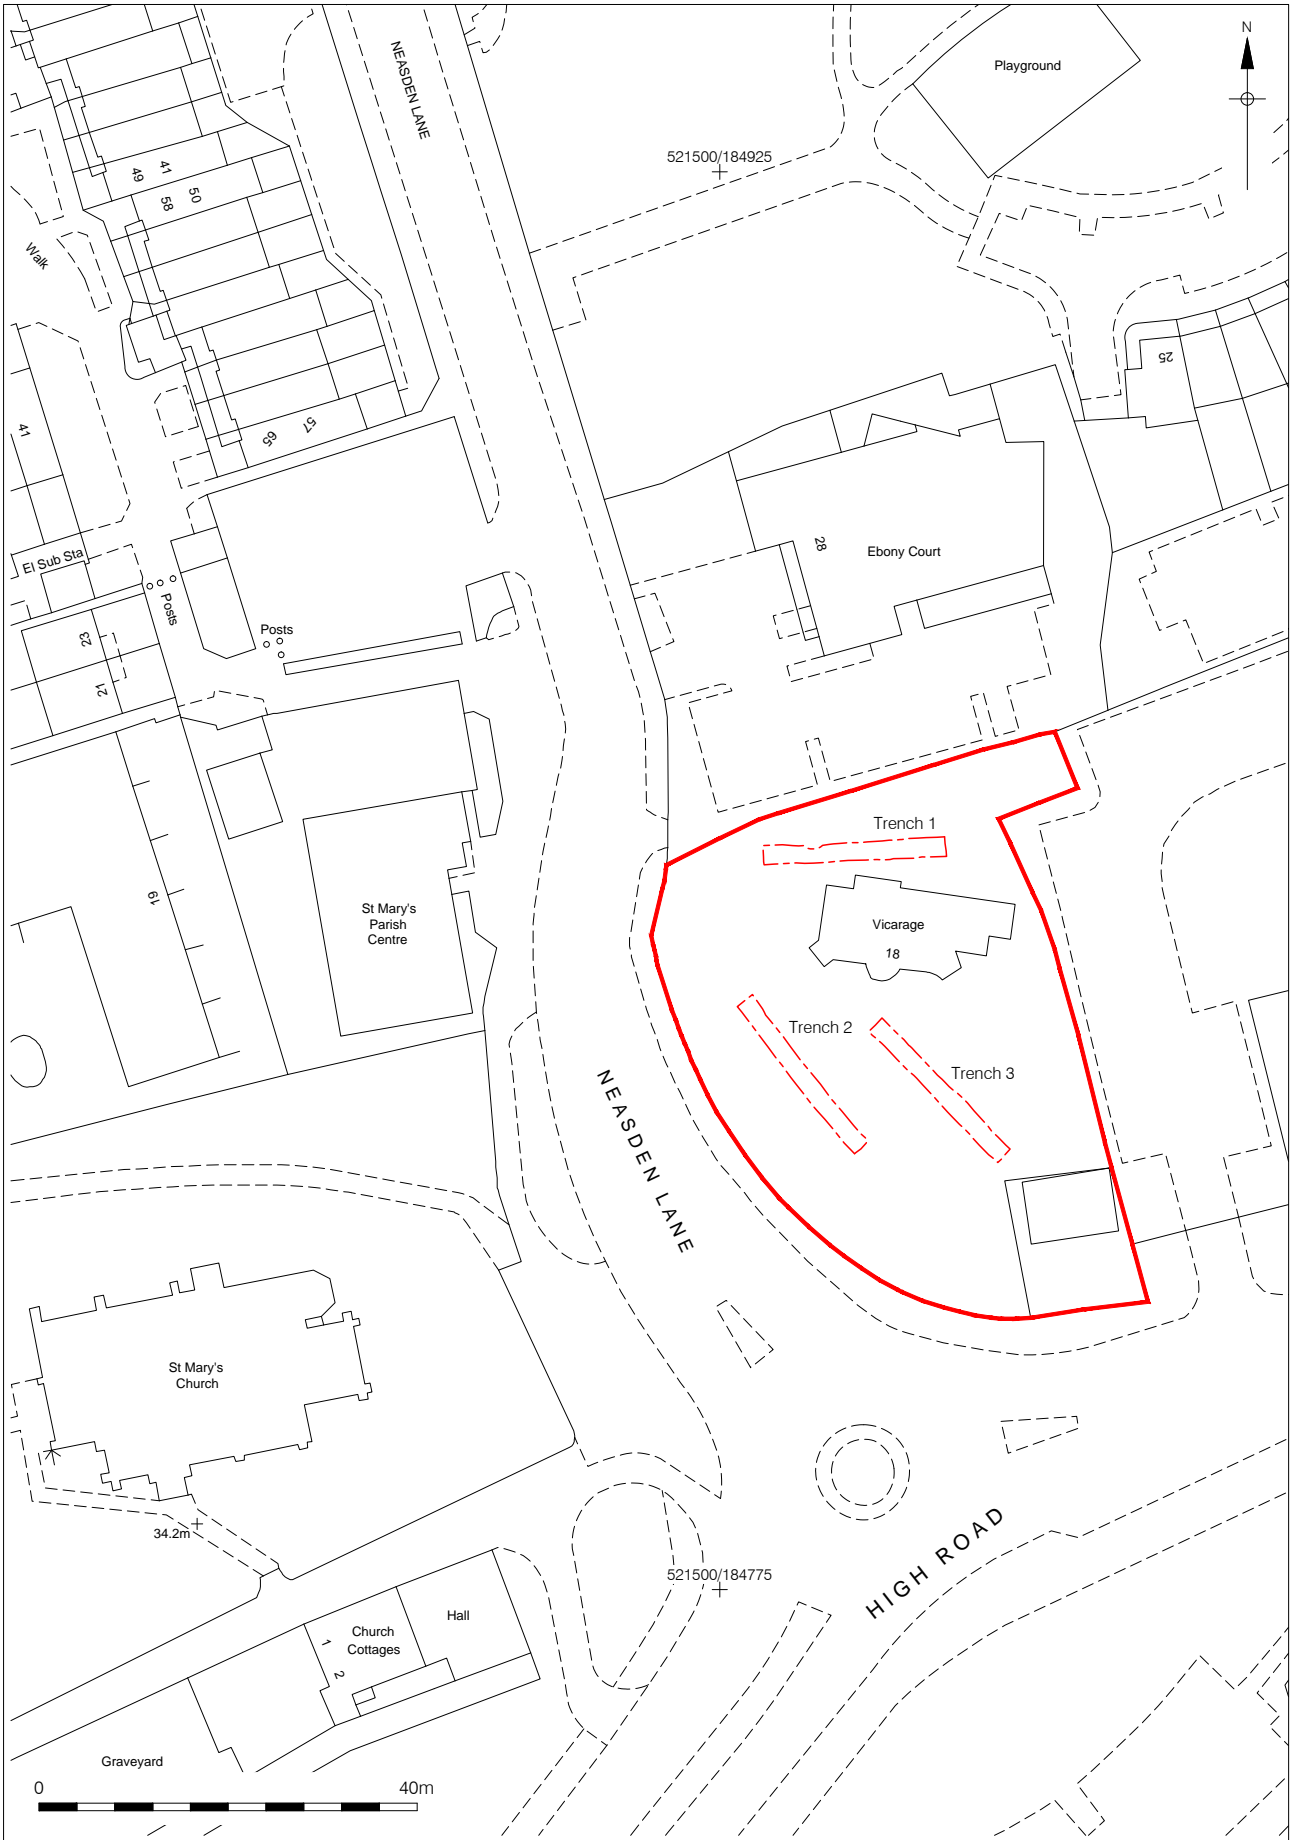 N
Playground
NEASDEN LANE
521500/184925
49
41
58
50
Walk
25
41
57
65
28
Ebony Court
El Sub Sta
Posts
Posts
23
21
Trench 1
19
St Mary's
Parish
Centre
Vicarage
18
Trench 2
Trench 3
NEASDEN LANE
St Mary's
Church
34.2m
HIGH ROAD
521500/184775
Hall
1
Church
Cottages
2
Graveyard
0
40m